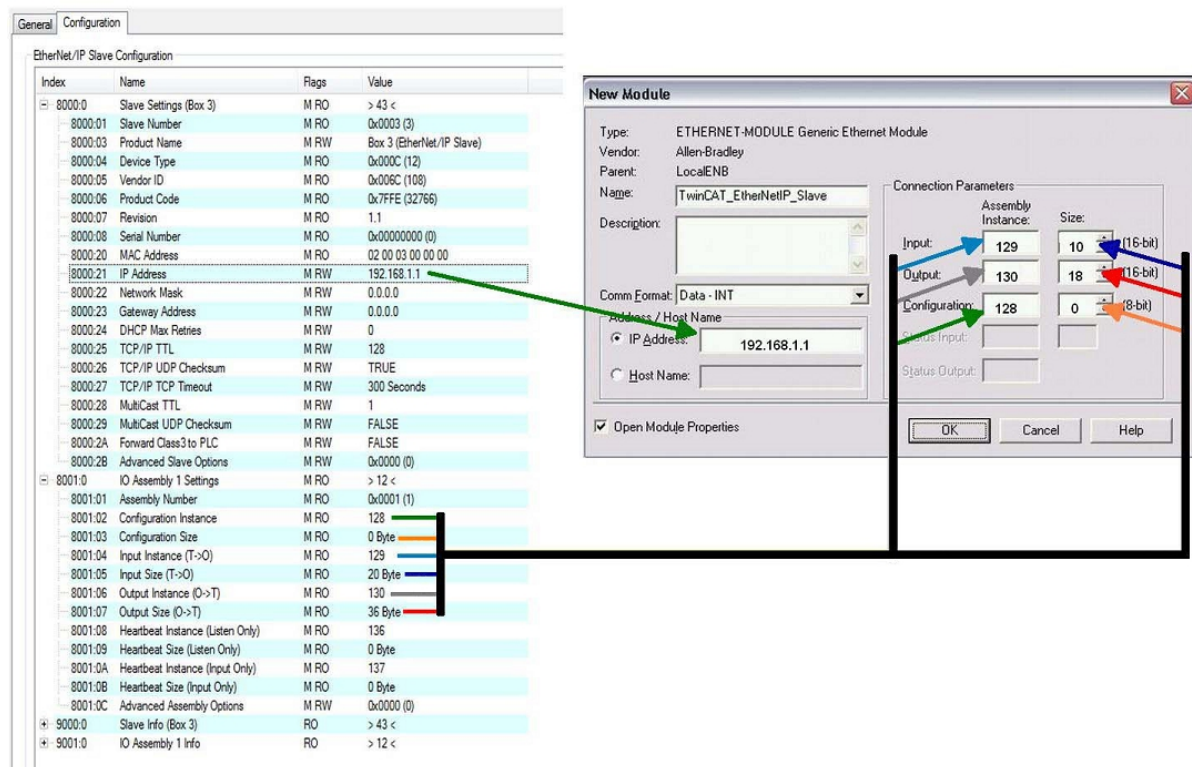 General Configuration
EtherNet/IP Slave Configuration
Index Name Flags Value
8000:0 Slave Settings (Box 3) M RO > 43 <
8000:01 Slave Number M RO 0x0003 (3)
8000:03 Product Name M RW Box 3 (EtherNet/IP Slave)
8000:04 Device Type M RO 0x000C (12)
8000:05 Vendor ID M RO 0x006C (108)
8000:06 Product Code M RO 0x7FFE (32766)
8000:07 Revision M RO 1.1
8000:08 Serial Number M RO 0x00000000 (0)
8000:20 MAC Address M RO 02 00 03 00 00 00
8000:21 IP Address M RW 192.168.1.1
8000:22 Network Mask M RW 0.0.0.0
8000:23 Gateway Address M RW 0.0.0.0
8000:24 DHCP Max Retries M RW 0
8000:25 TCP/IP TTL M RW 128
8000:26 TCP/IP UDP Checksum M RW TRUE
8000:27 TCP/IP TCP Timeout M RW 300 Seconds
8000:28 MultiCast TTL M RW 1
8000:29 MultiCast UDP Checksum M RW FALSE
8000:2A Forward Class3 to PLC M RW FALSE
8000:2B Advanced Slave Options M RW 0x0000 (0)
8001:0 IO Assembly 1 Settings M RO > 12 <
8001:01 Assembly Number M RO 0x0001 (1)
8001:02 Configuration Instance M RO 128
8001:03 Configuration Size M RO 0 Byte
8001:04 Input Instance (T->O) M RO 129
8001:05 Input Size (T->O) M RO 20 Byte
8001:06 Output Instance (O->T) M RO 130
8001:07 Output Size (O->T) M RO 36 Byte
8001:08 Heartbeat Instance (Listen Only) M RO 136
8001:09 Heartbeat Size (Listen Only) M RO 0 Byte
8001:0A Heartbeat Instance (Input Only) M RO 137
8001:0B Heartbeat Size (Input Only) M RO 0 Byte
8001:0C Advanced Assembly Options M RW 0x0000 (0)
9000:0 Slave Info (Box 3) RO > 43 <
9001:0 IO Assembly 1 Info RO > 12 <
New Module
Type: ETHERNET-MODULE Generic Ethernet Module
Vendor: Allen-Bradley
Parent: LocalENB
Name: TwinCAT_EtherNetIP_Slave
Description:
Comm Format: Data - INT
Address / Host Name
IP Address: 192.168.1.1
Host Name:
Connection Parameters
Assembly
Instance: Size:
Input: 129 10 (16-bit)
Output: 130 18 (16-bit)
Configuration: 128 0 (8-bit)
Status Input:
Status Output:
Open Module Properties
OK Cancel Help